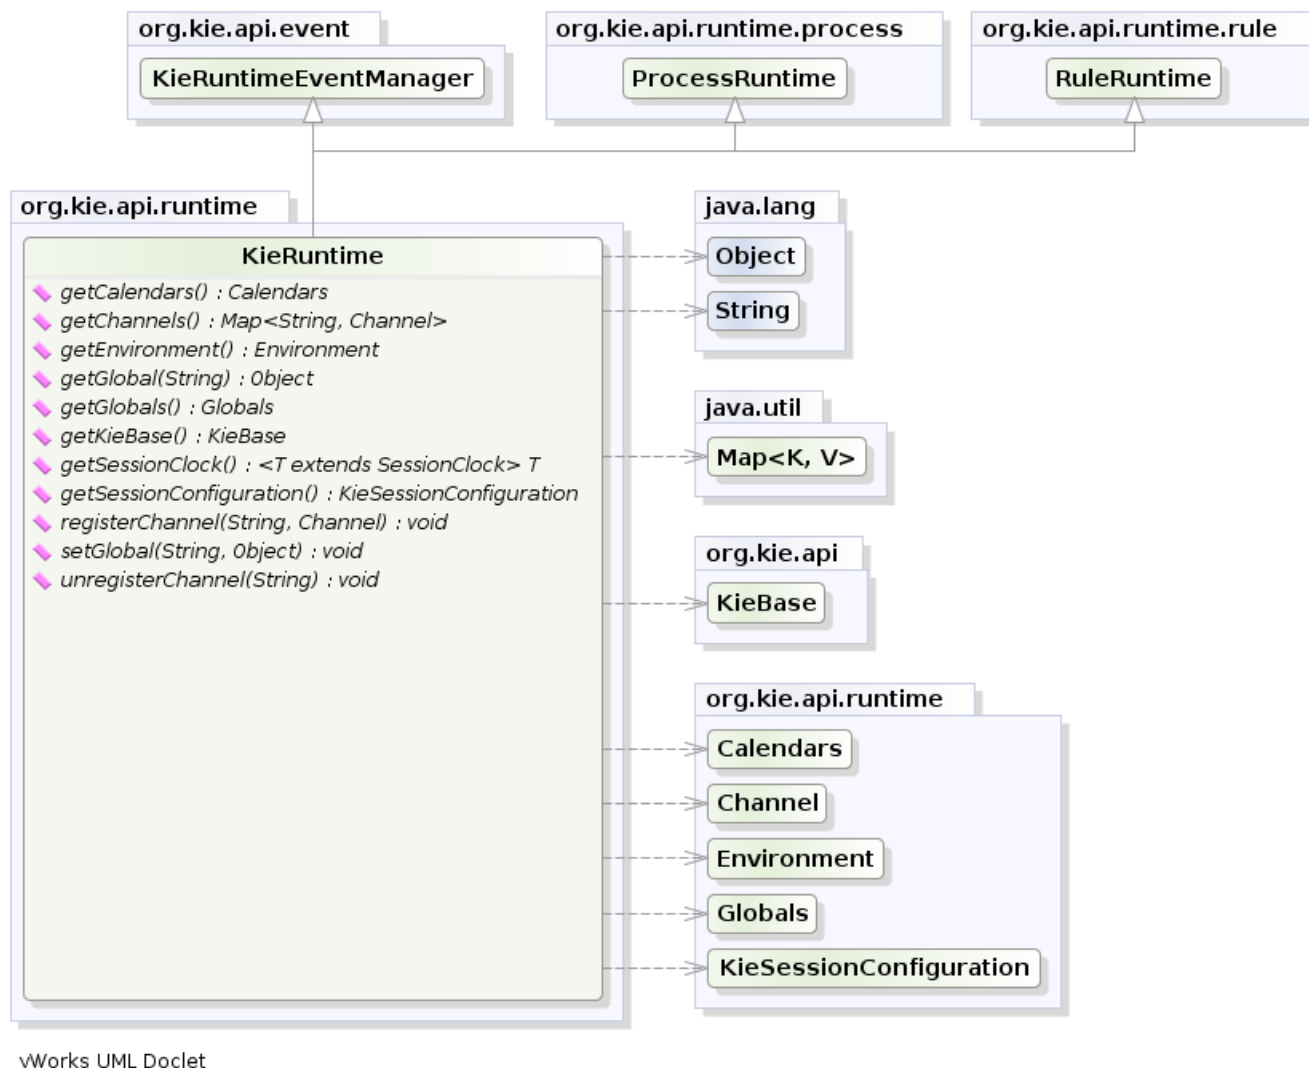 org.kie.api.event
KieRuntimeEventManager
org.kie.api.runtime.process
ProcessRuntime
org.kie.api.runtime.rule
RuleRuntime
org.kie.api.runtime
KieRuntime
getCalendars() : Calendars
getChannels() : Map<String, Channel>
getEnvironment() : Environment
getGlobal(String) : Object
getGlobals() : Globals
getKieBase() : KieBase
getSessionClock() : <T extends SessionClock> T
getSessionConfiguration() : KieSessionConfiguration
registerChannel(String, Channel) : void
setGlobal(String, Object) : void
unregisterChannel(String) : void
java.lang
Object
String
java.util
Map<K, V>
org.kie.api
KieBase
org.kie.api.runtime
Calendars
Channel
Environment
Globals
KieSessionConfiguration
yWorks UML Doclet